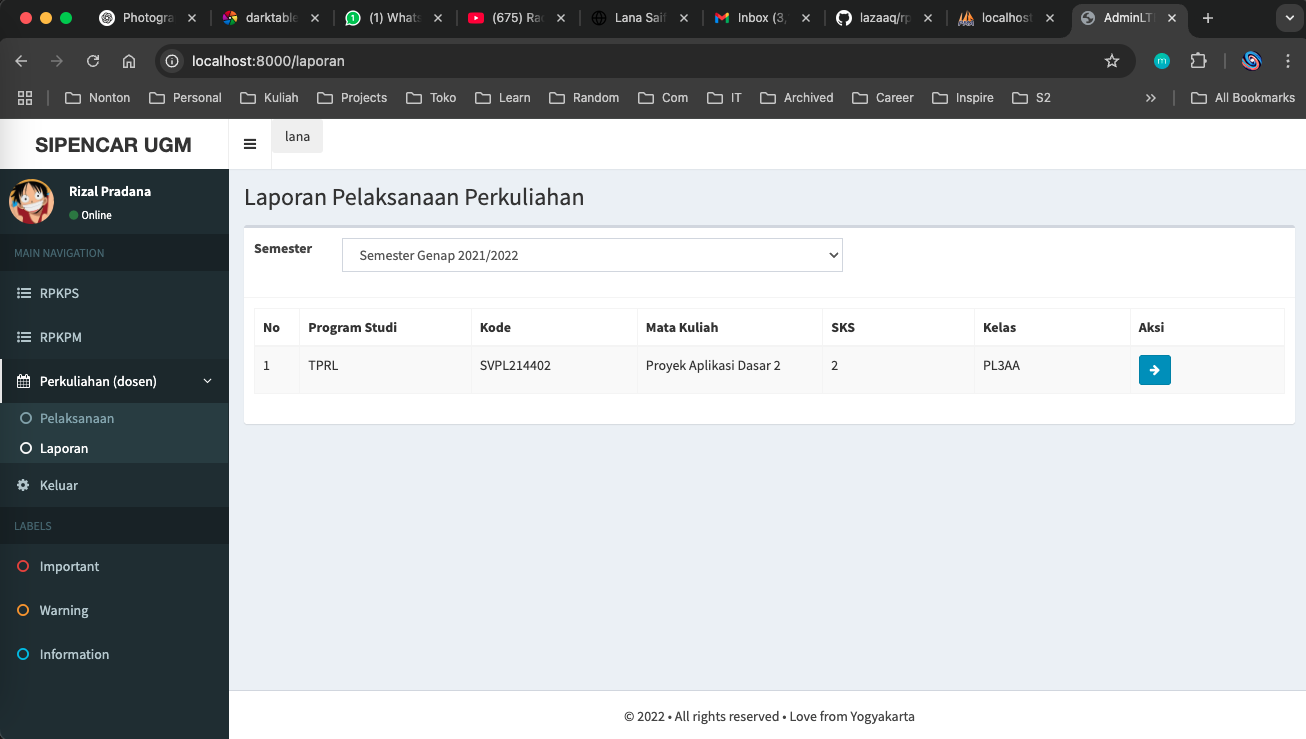 Photogra
darktable
(1) Whats
(675) Rac
Lana Saif
Inbox (3,
lazaaq/rp
localhost
AdminLT
localhost:8000/laporan
m
Nonton
Personal
Kuliah
Projects
Toko
Learn
Random
Com
IT
Archived
Career
Inspire
S2
All Bookmarks
SIPENCAR UGM
lana
Rizal Pradana
Online
MAIN NAVIGATION
RPKPS
RPKPM
Perkuliahan (dosen)
Pelaksanaan
Laporan
Keluar
LABELS
Important
Warning
Information
Laporan Pelaksanaan Perkuliahan
Semester Semester Genap 2021/2022
No Program Studi Kode Mata Kuliah SKS Kelas Aksi
1 TPRL SVPL214402 Proyek Aplikasi Dasar 2 2 PL3AA
© 2022 • All rights reserved • Love from Yogyakarta